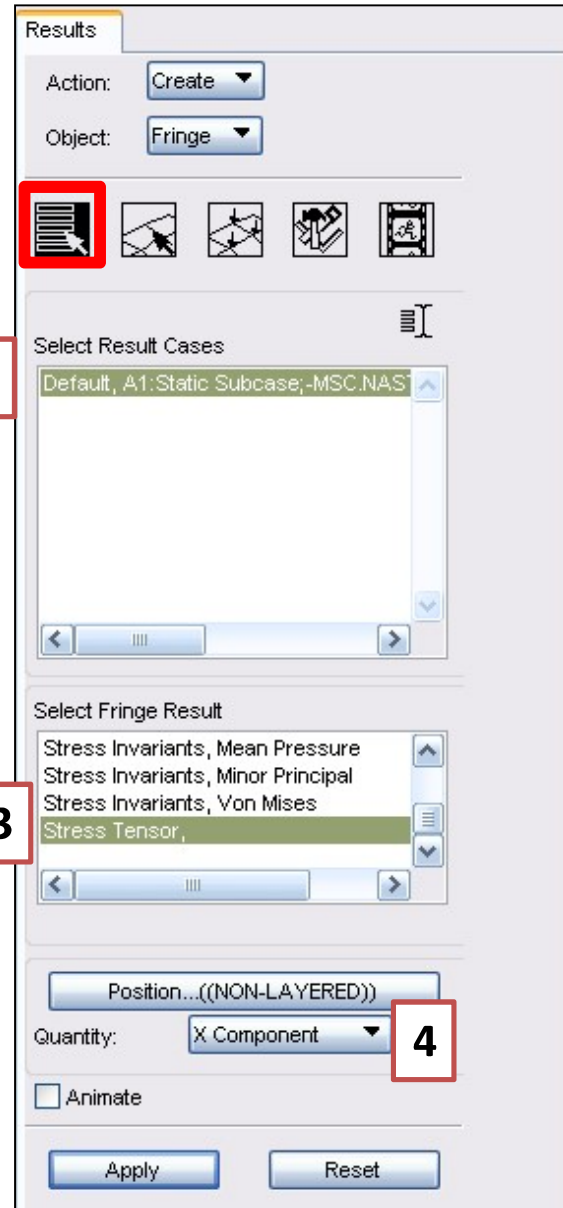 Results
Action: Create
Object: Fringe
Select Result Cases
Default, A1:Static Subcase;-MSC.NAST
Select Fringe Result
Stress Invariants, Mean Pressure
Stress Invariants, Minor Principal
Stress Invariants, Von Mises
3
Stress Tensor,
Position...((NON-LAYERED))
Quantity: X Component 4
Animate
Apply Reset